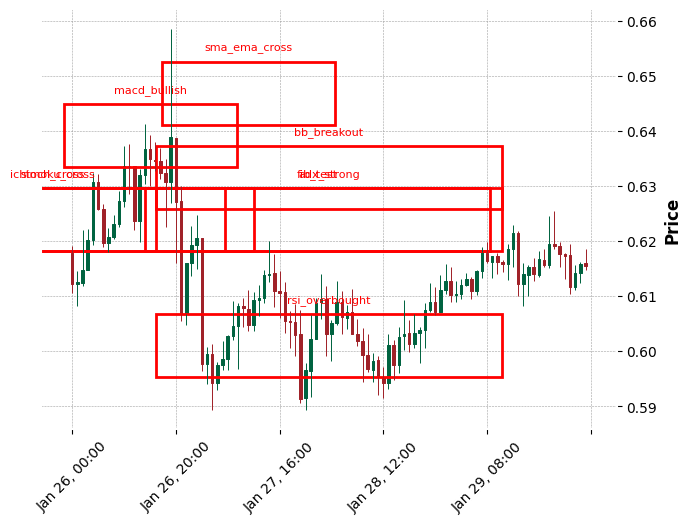 0.66
sma_ema_cross
0.65
macd_bullish
0.64
bb_breakout
0.63
0.62
Price
0.61
rsi_overbought
0.60
0.59
Jan 26, 00:00
Jan 26, 20:00
Jan 27, 16:00
Jan 28, 12:00
Jan 29, 08:00